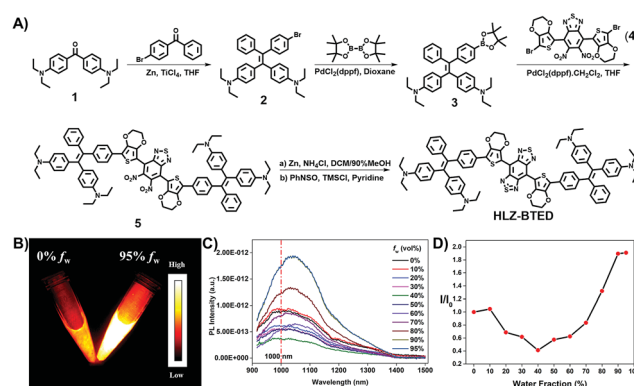 A)
4-Br
Zn, TiCl4, THF
PdCl2(dppf), Dioxane
PdCl2(dppf).CH2Cl2, THF
1
2
3
(4)
5
a) Zn, NH4Cl, DCM/90%MeOH
b) PhNSO, TMSCl, Pyridine
HLZ-BTED
B)
0% fw
95% fw
High
Low
C)
PL Intensity (a.u.)
2.00E-012
1.50E-012
1.00E-012
5.00E-013
0.00E+000
900 1000 1100 1200 1300 1400 1500
Wavelength (nm)
1000 nm
fw (vol%)
0%
10%
20%
30%
40%
50%
60%
70%
80%
90%
95%
D)
I/I0
2.0
1.8
1.6
1.4
1.2
1.0
0.8
0.6
0.4
0.2
0 10 20 30 40 50 60 70 80 90 100
Water Fraction (%)